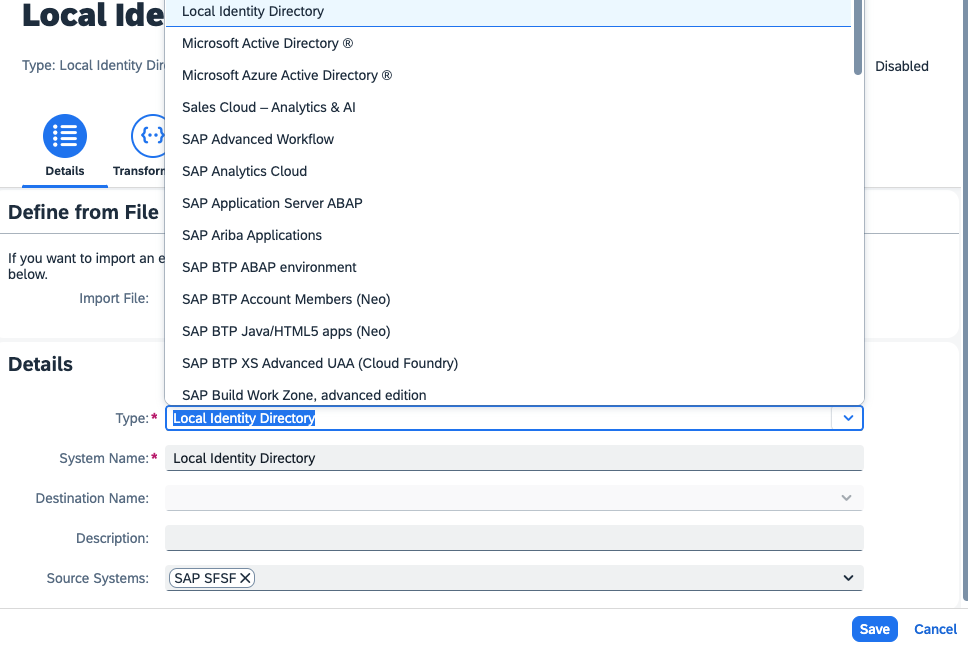 Local Ide
Type: Local Identity Dir
Disabled
Details
Transforn
Define from File
If you want to import an e
below.
Import File:
Local Identity Directory
Microsoft Active Directory ®
Microsoft Azure Active Directory ®
Sales Cloud – Analytics & AI
SAP Advanced Workflow
SAP Analytics Cloud
SAP Application Server ABAP
SAP Ariba Applications
SAP BTP ABAP environment
SAP BTP Account Members (Neo)
SAP BTP Java/HTML5 apps (Neo)
SAP BTP XS Advanced UAA (Cloud Foundry)
SAP Build Work Zone, advanced edition
Details
Type:* Local Identity Directory
System Name:* Local Identity Directory
Destination Name:
Description:
Source Systems: SAP SFSF
Save Cancel